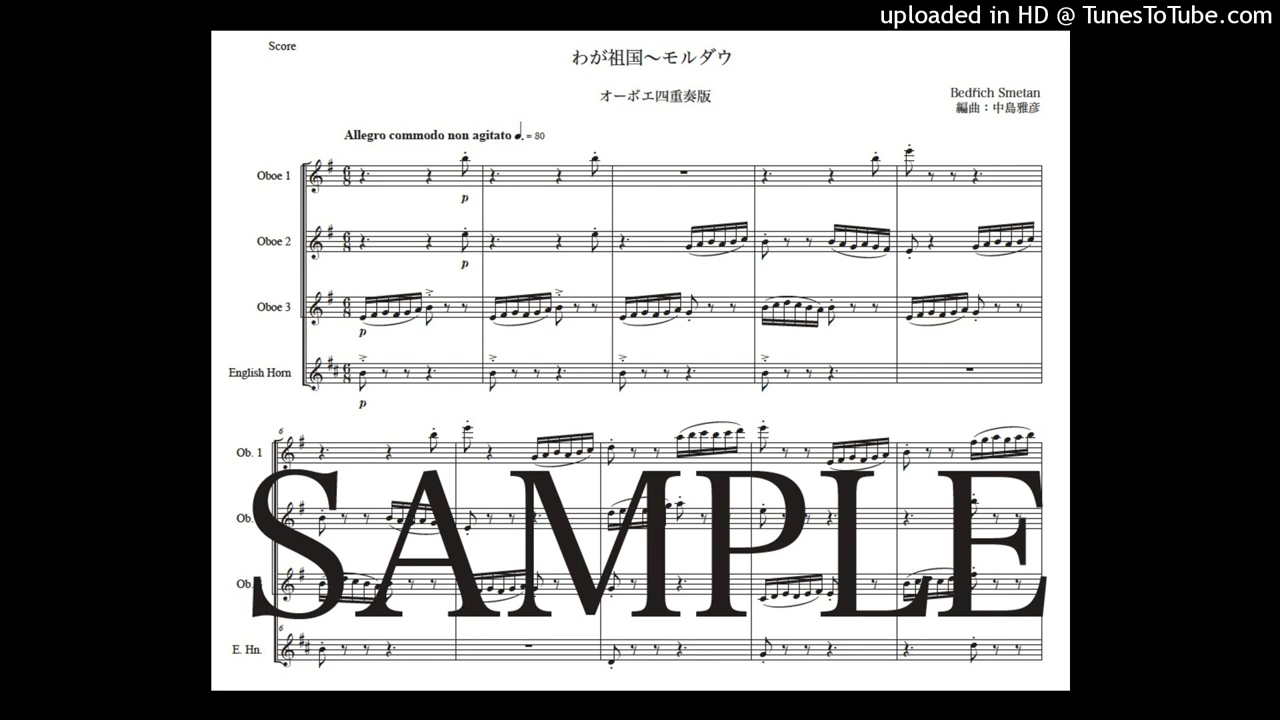 uploaded in HD @ TunesToTube.com
Score
わが祖国〜モルダウ
オーボエ四重奏版
Bedřich Smetan
編曲：中島雅彦
Allegro commodo non agitato ♩. = 80
Oboe 1
p
Oboe 2
p
Oboe 3
p
English Horn
p
6
Ob. 1
Ob.
Ob.
SAMPLE
6
E. Hn.